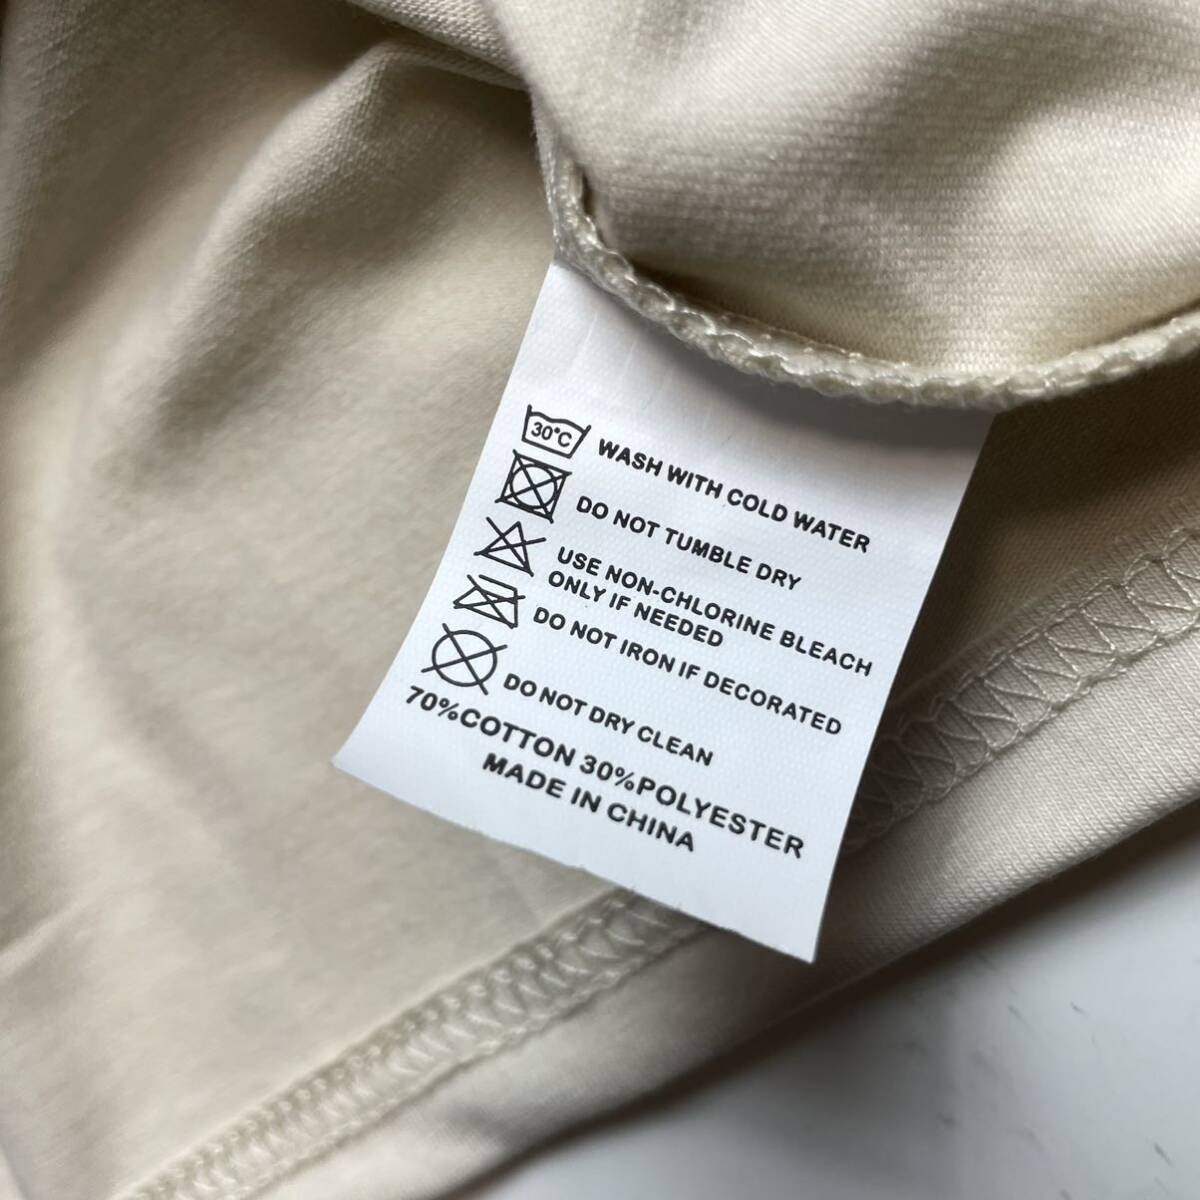 30°C WASH WITH COLD WATER
DO NOT TUMBLE DRY
USE NON-CHLORINE BLEACH
ONLY IF NEEDED
DO NOT IRON IF DECORATED
DO NOT DRY CLEAN
70%COTTON 30%POLYESTER
MADE IN CHINA